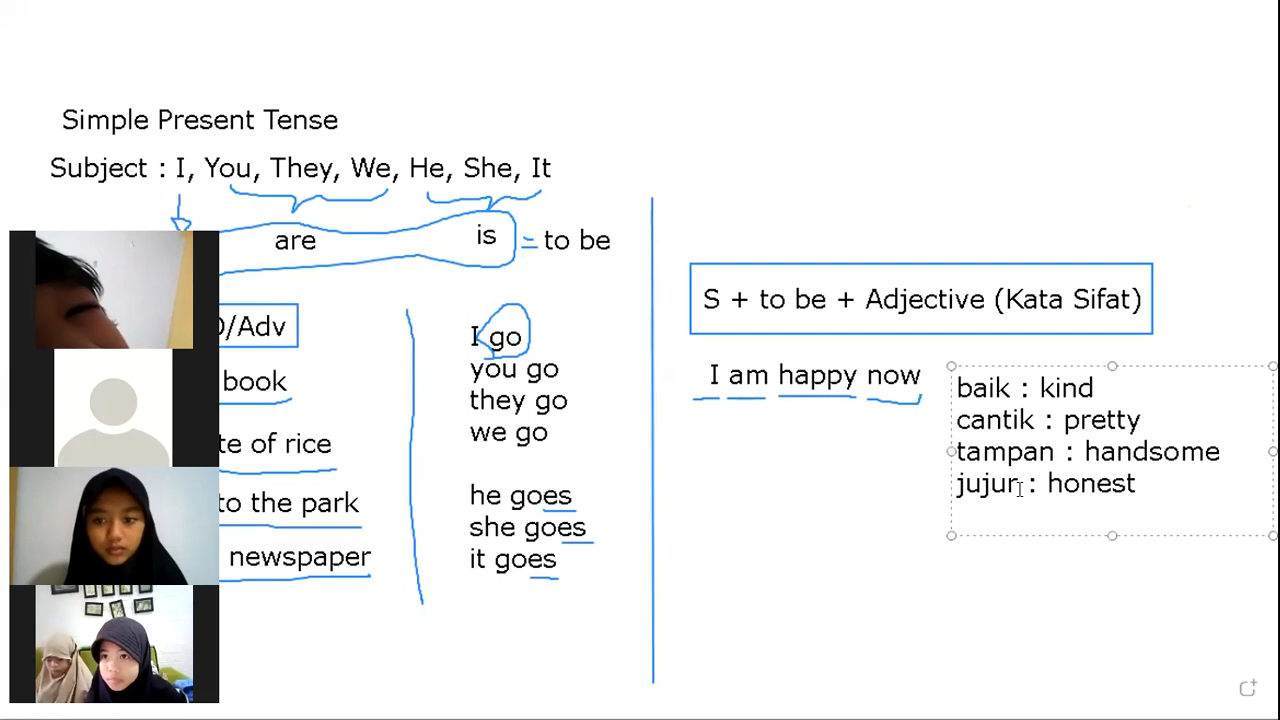 Simple Present Tense
Subject : I, You, They, We, He, She, It
are is = to be
O/Adv
book
te of rice
to the park
newspaper
I go
you go
they go
we go
he goes
she goes
it goes
S + to be + Adjective (Kata Sifat)
I am happy now
baik : kind
cantik : pretty
tampan : handsome
jujur : honest